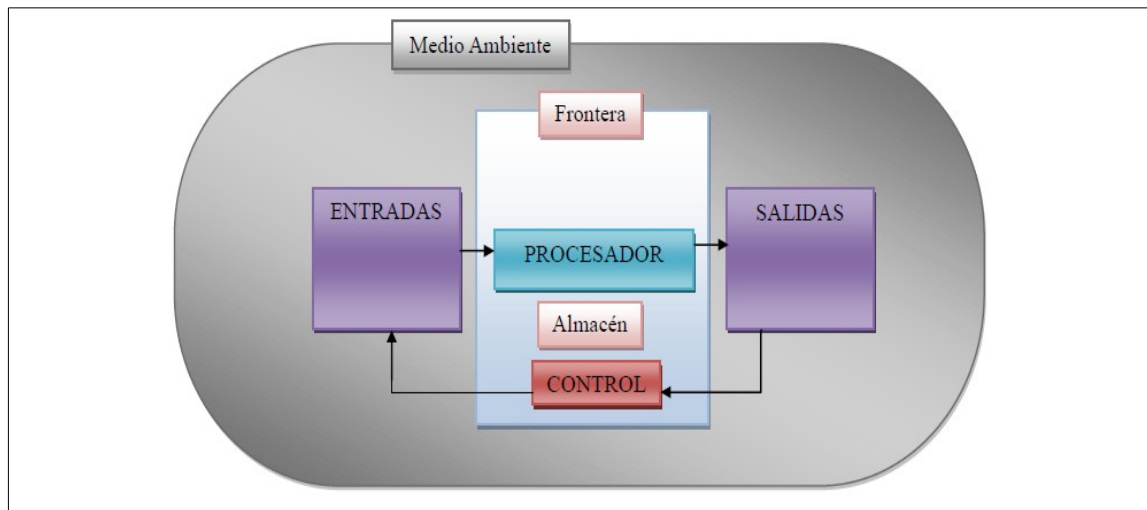 Medio Ambiente
Frontera
ENTRADAS
SALIDAS
PROCESADOR
Almacén
CONTROL